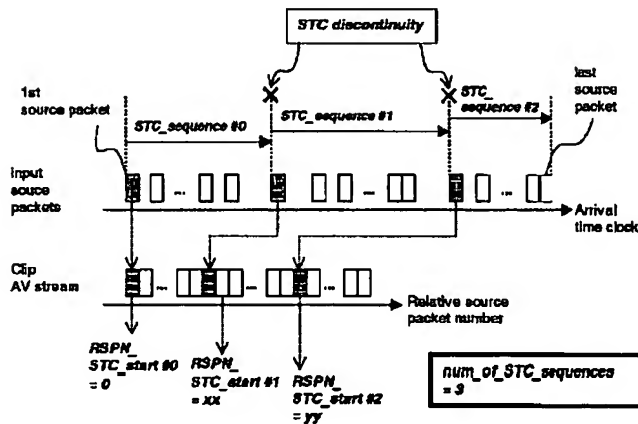 STC discontinuity
1st
source packet
STC_sequence #0
STC_sequence #1
STC_
sequence #2
last
source
packet
input
souce
packets
...
...
...
Arrival
time clock
Clip
AV stream
...
...
...
Relative source
packet number
RSPN_
STC_start #0
= 0
RSPN_
STC_start #1
= xx
RSPN_
STC_start #2
= yy
num_of_STC_sequences
= 3